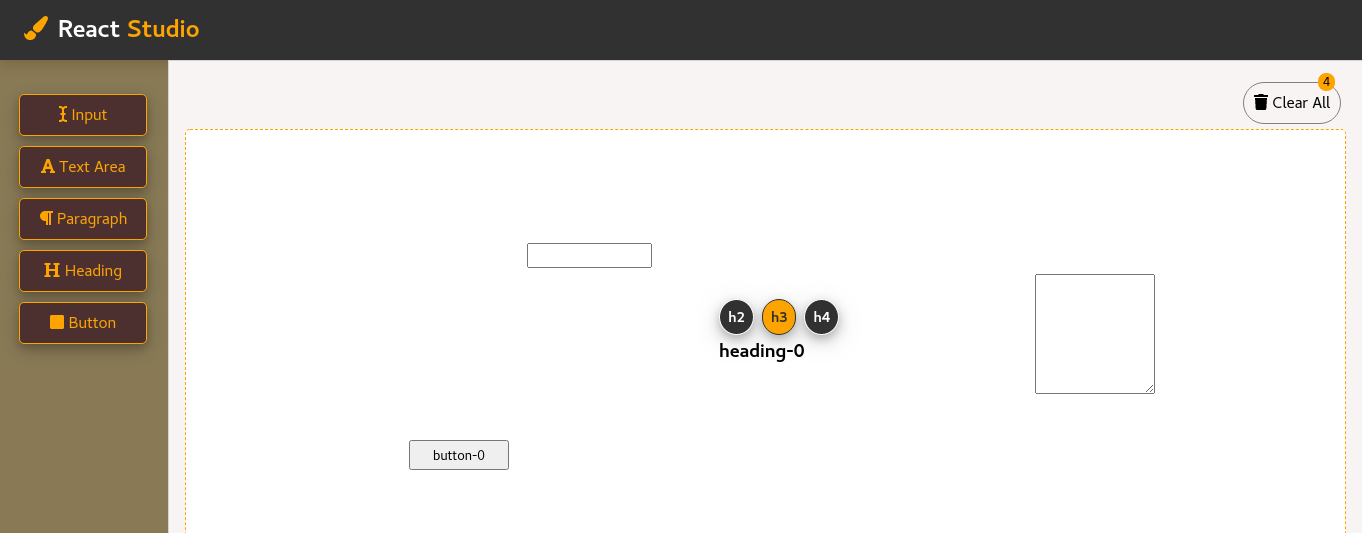 React Studio
Input
Text Area
Paragraph
Heading
Button
4
Clear All
h2 h3 h4
heading-0
button-0